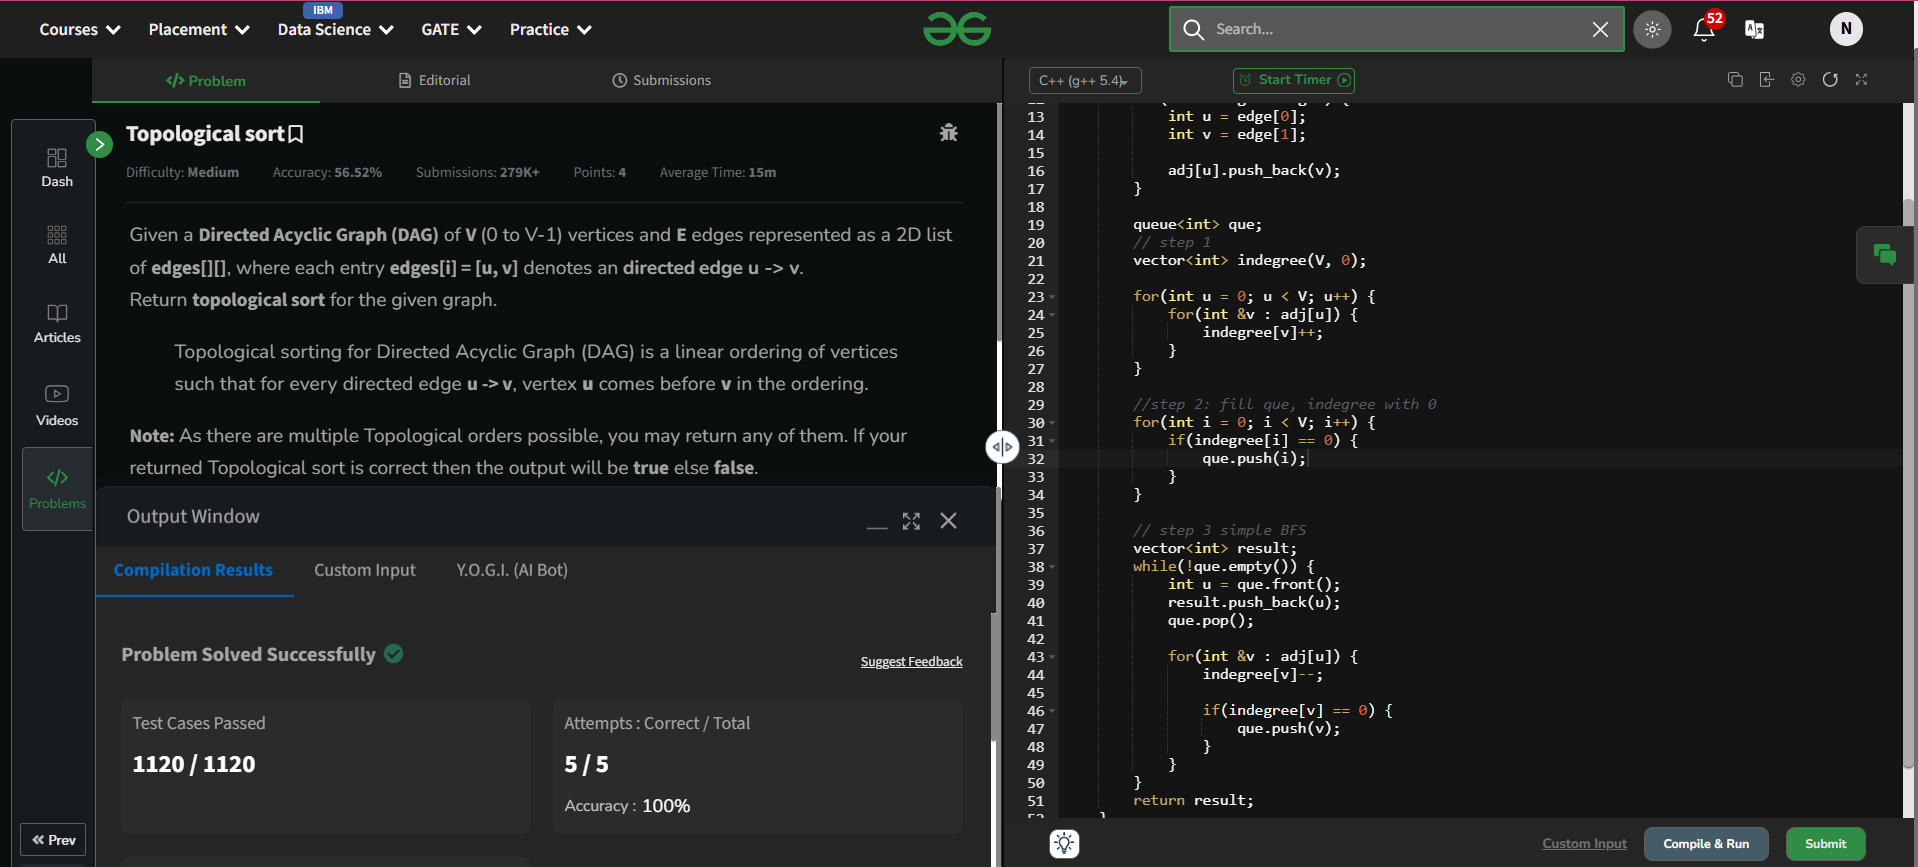 IBM
Courses Placement Data Science GATE Practice
Search...
52
N
Problem Editorial Submissions
C++ (g++ 5.4)
Start Timer
Dash
All
Articles
Videos
Problems
Prev
Topological sort
Difficulty: Medium Accuracy: 56.52% Submissions: 279K+ Points: 4 Average Time: 15m
Given a Directed Acyclic Graph (DAG) of V (0 to V-1) vertices and E edges represented as a 2D list
of edges[][], where each entry edges[i] = [u, v] denotes an directed edge u -> v.
Return topological sort for the given graph.
Topological sorting for Directed Acyclic Graph (DAG) is a linear ordering of vertices
such that for every directed edge u -> v, vertex u comes before v in the ordering.
Note: As there are multiple Topological orders possible, you may return any of them. If your
returned Topological sort is correct then the output will be true else false.
Output Window
Compilation Results Custom Input Y.O.G.I. (AI Bot)
Problem Solved Successfully
Suggest Feedback
Test Cases Passed
1120 / 1120
Attempts : Correct / Total
5 / 5
Accuracy : 100%
13 int u = edge[0];
14 int v = edge[1];
15
16 adj[u].push_back(v);
17 }
18
19 queue<int> que;
20 // step 1
21 vector<int> indegree(V, 0);
22
23 for(int u = 0; u < V; u++) {
24 for(int &v : adj[u]) {
25 indegree[v]++;
26 }
27 }
28
29 //step 2: fill que, indegree with 0
30 for(int i = 0; i < V; i++) {
31 if(indegree[i] == 0) {
32 que.push(i);
33 }
34 }
35
36 // step 3 simple BFS
37 vector<int> result;
38 while(!que.empty()) {
39 int u = que.front();
40 result.push_back(u);
41 que.pop();
42
43 for(int &v : adj[u]) {
44 indegree[v]--;
45
46 if(indegree[v] == 0) {
47 que.push(v);
48 }
49 }
50 }
51 return result;
Custom Input Compile & Run Submit